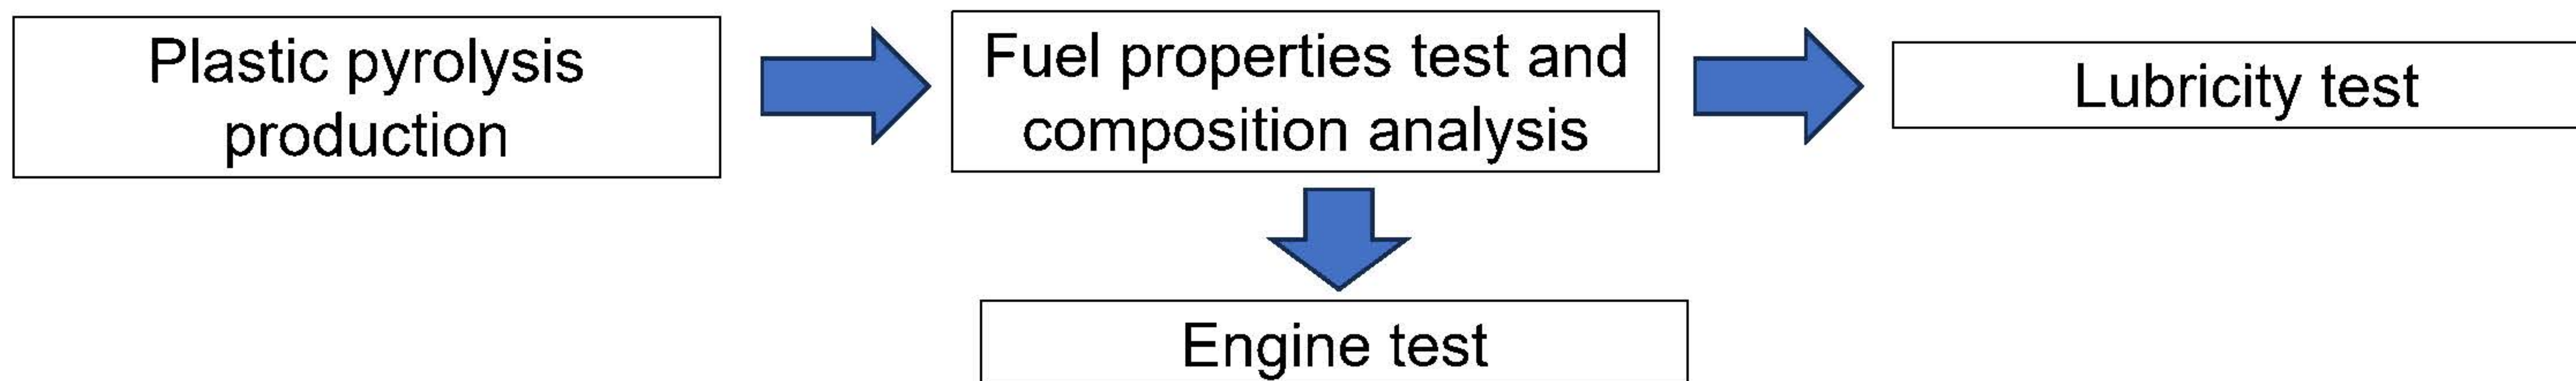 Plastic pyrolysis
production
Fuel properties test and
composition analysis
Lubricity test
Engine test